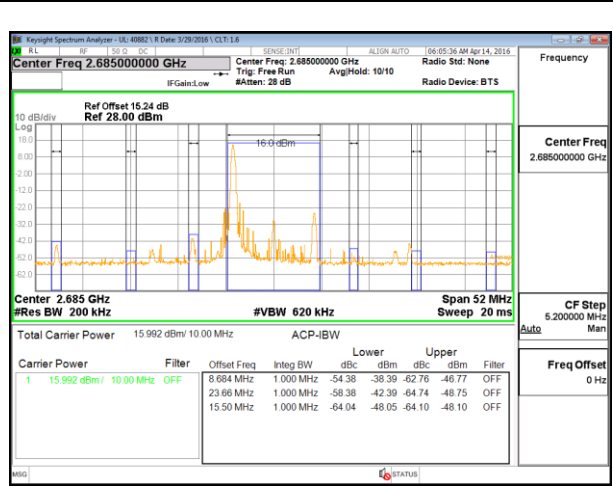 Keysight Spectrum Analyzer - UL: 40882 \ R Date: 3/29/2016 \ CLT: 1.6
RL RF 50 Ω DC SENSE:INT ALIGN AUTO 06:05:36 AM Apr 14, 2016
Center Freq 2.685000000 GHz
Center Freq: 2.685000000 GHz Radio Std: None
Trig: Free Run Avg|Hold: 10/10
IFGain:Low #Atten: 28 dB Radio Device: BTS
Ref Offset 15.24 dB
10 dB/div Ref 28.00 dBm
Log
18.0
16.0 dBm
8.00
-2.00
-12.0
-22.0
-32.0
-42.0
-52.0
-62.0
Center 2.685 GHz Span 52 MHz
#Res BW 200 kHz #VBW 620 kHz Sweep 20 ms
Total Carrier Power 15.992 dBm/ 10.00 MHz ACP-IBW
Lower Upper
Carrier Power Filter Offset Freq Integ BW dBc dBm dBc dBm Filter
1 15.992 dBm / 10.00 MHz OFF 8.684 MHz 1.000 MHz -54.38 -38.39 -62.76 -46.77 OFF
23.66 MHz 1.000 MHz -58.38 -42.39 -64.74 -48.75 OFF
15.50 MHz 1.000 MHz -64.04 -48.05 -64.10 -48.10 OFF
MSG STATUS
Frequency
Center Freq
2.685000000 GHz
CF Step
5.200000 MHz
Auto Man
Freq Offset
0 Hz